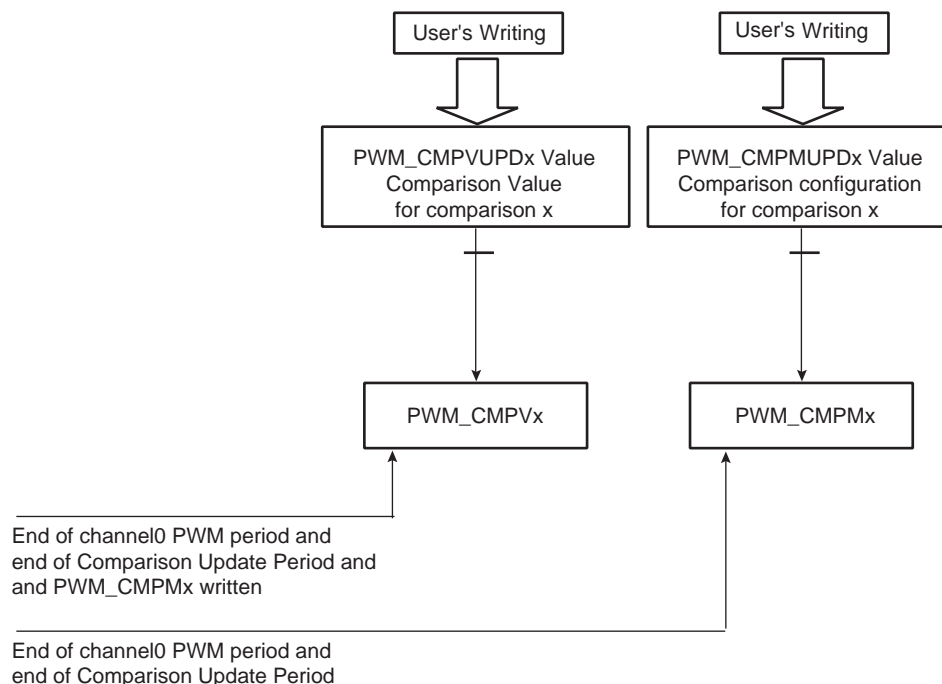 User's Writing
User's Writing
PWM_CMPVUPDx Value
Comparison Value
for comparison x
PWM_CMPMUPDx Value
Comparison configuration
for comparison x
PWM_CMPVx
PWM_CMPMx
End of channel0 PWM period and
end of Comparison Update Period and
and PWM_CMPMx written
End of channel0 PWM period and
end of Comparison Update Period